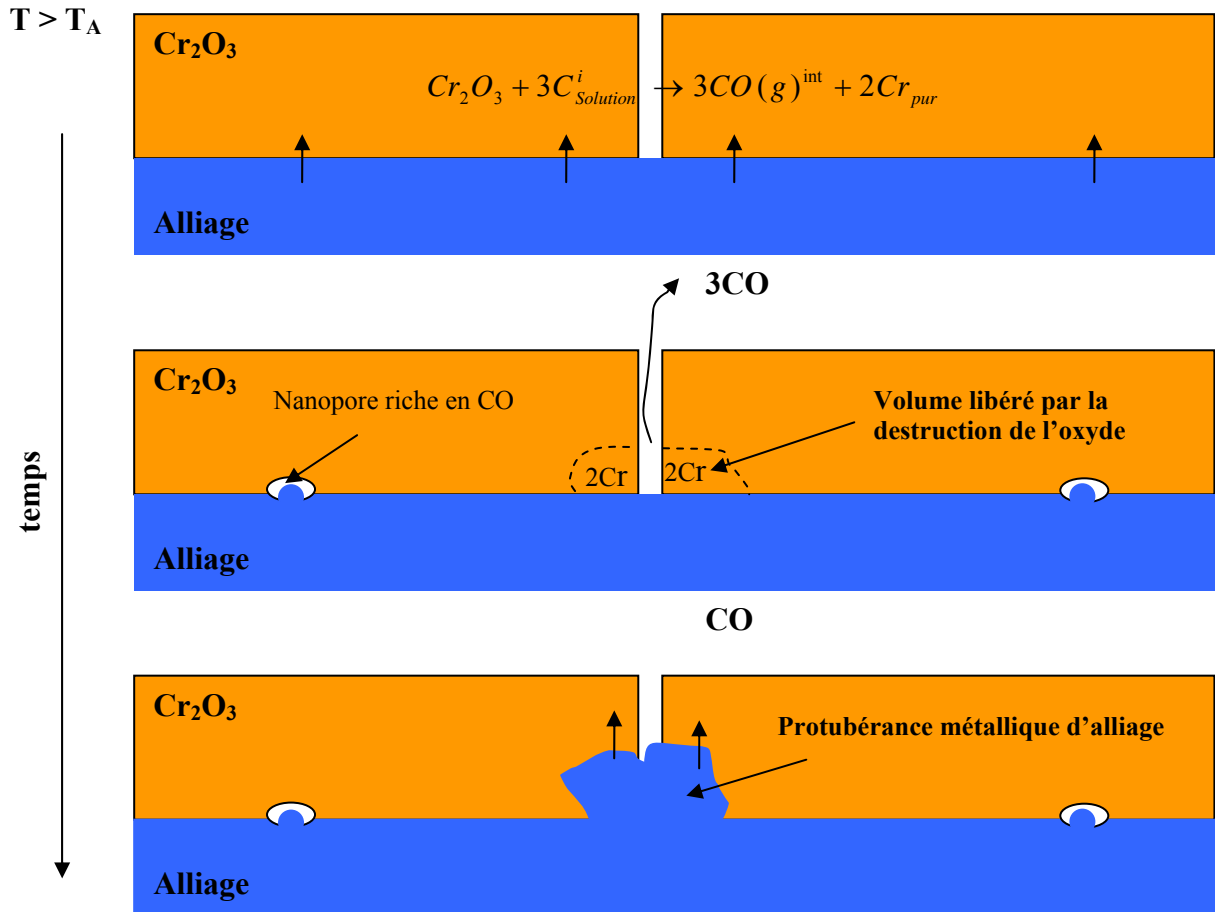 T > T_A
Cr₂O₃
Cr₂O₃ + 3C^i_Solution → 3CO(g)^int + 2Cr_pur
Alliage
3CO
Cr₂O₃
Nanopore riche en CO
Volume libéré par la
destruction de l'oxyde
2Cr
2Cr
temps
Alliage
CO
Cr₂O₃
Protubérance métallique d'alliage
Alliage